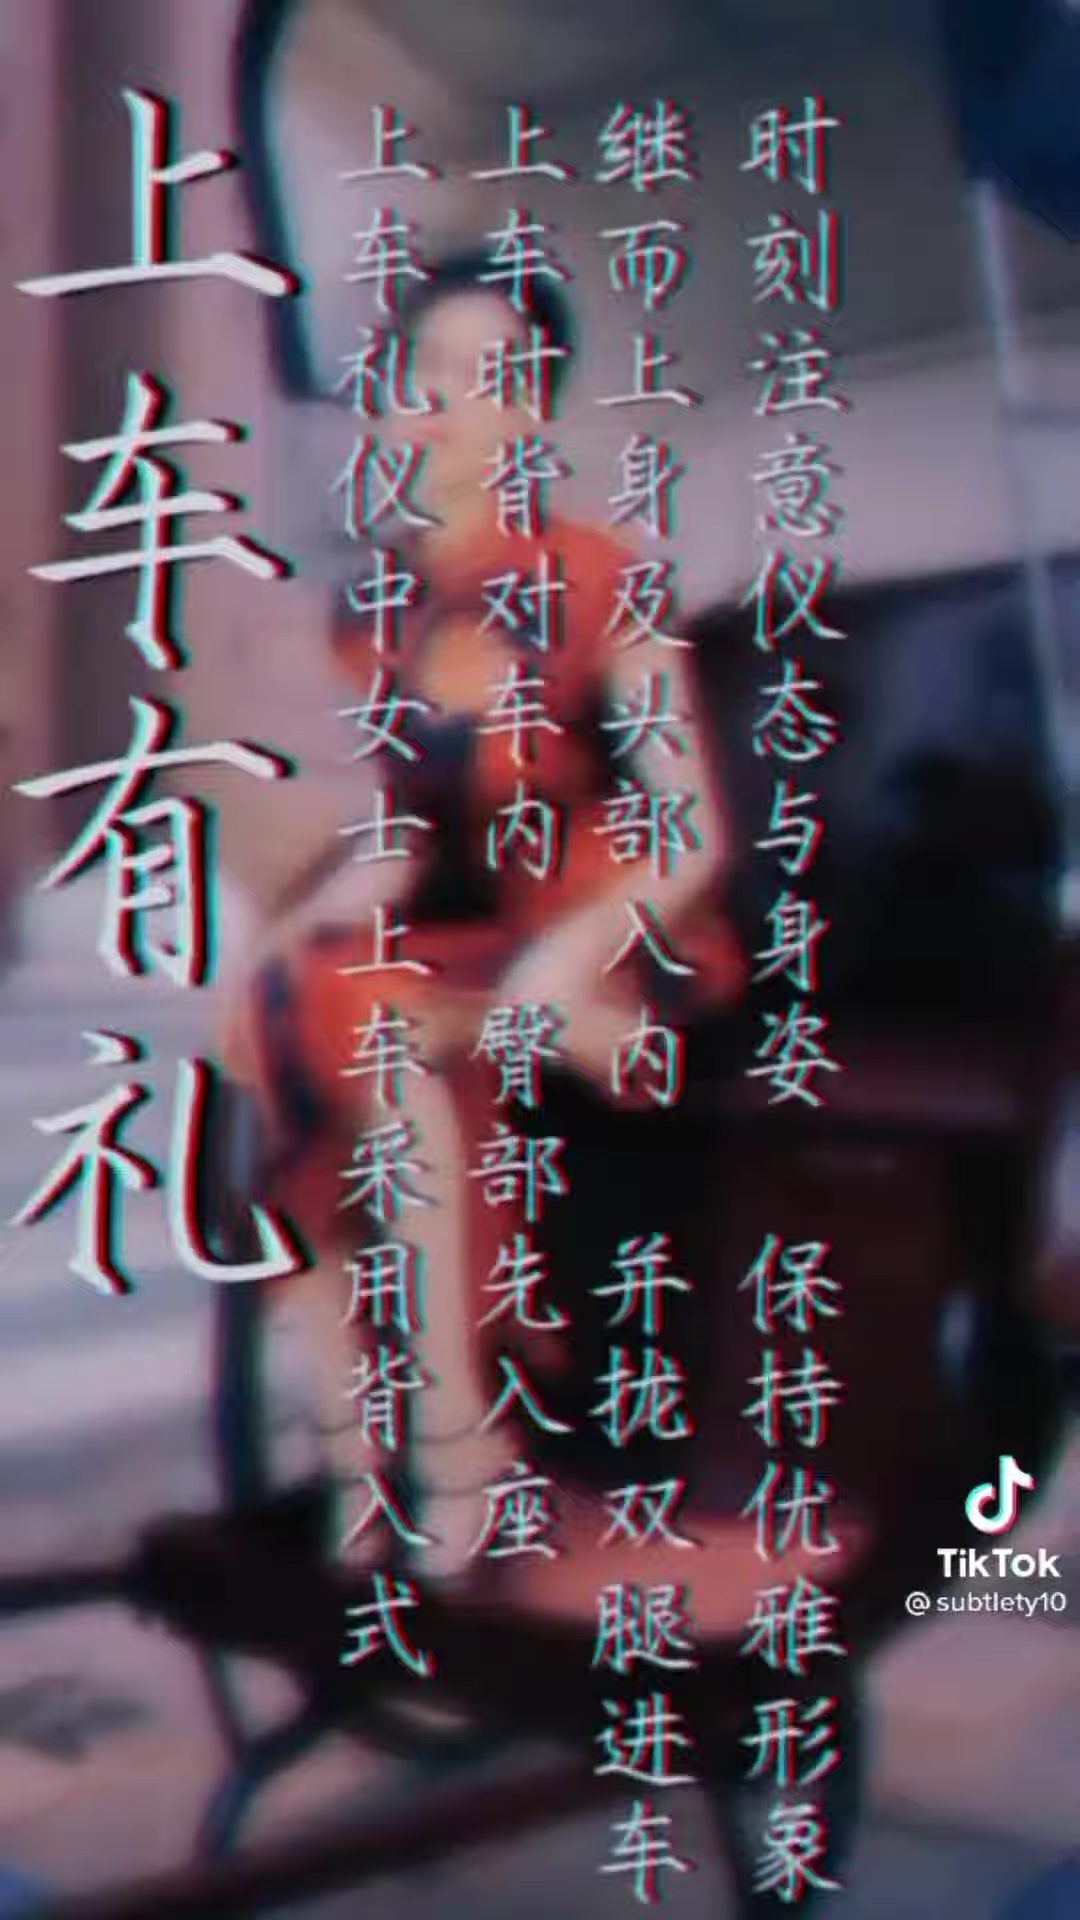 上车有礼
上车礼仪中女士上车采用背入式
上车时背对车内 臀部先入座
继而上身及头部入内 并拢双腿进车
时刻注意仪态与身姿 保持优雅形象
TikTok
@subtlety10